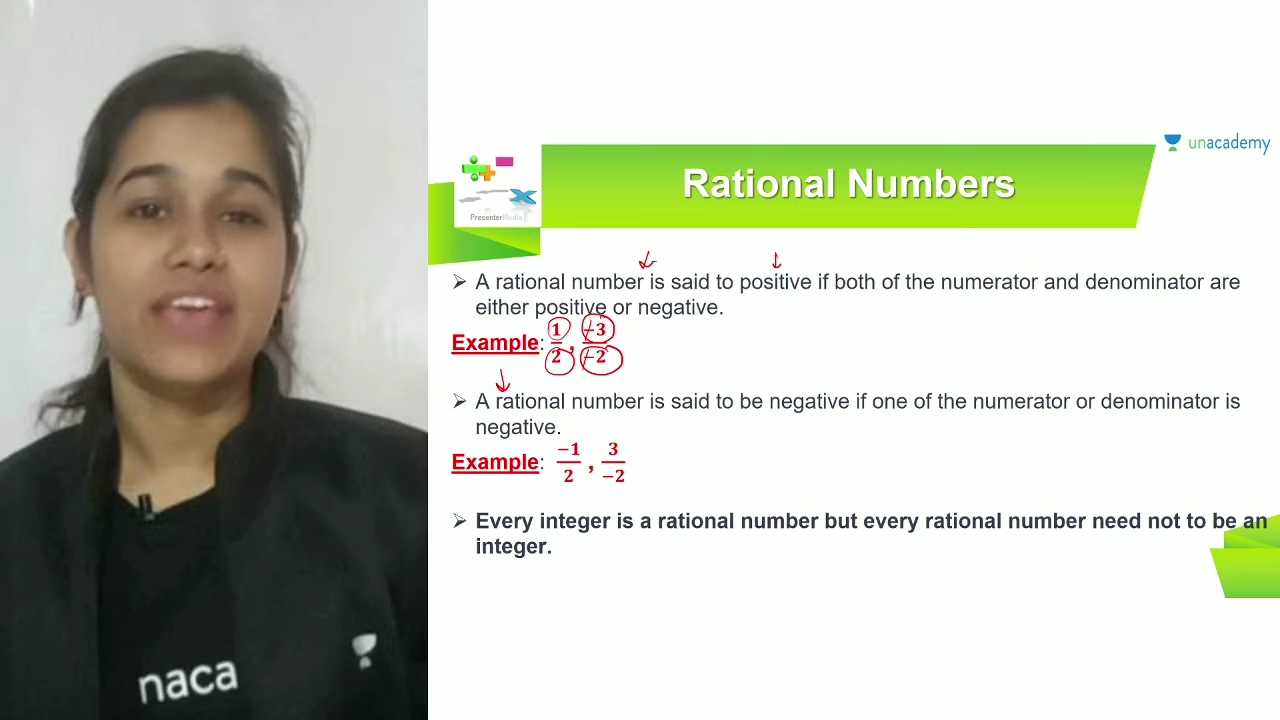 unacademy
Rational Numbers
PresenterMedia
➢ A rational number is said to positive if both of the numerator and denominator are
either positive or negative.
Example: 1/2, −3/−2
➢ A rational number is said to be negative if one of the numerator or denominator is
negative.
Example: −1/2, 3/−2
➢ Every integer is a rational number but every rational number need not to be an
integer.
naca